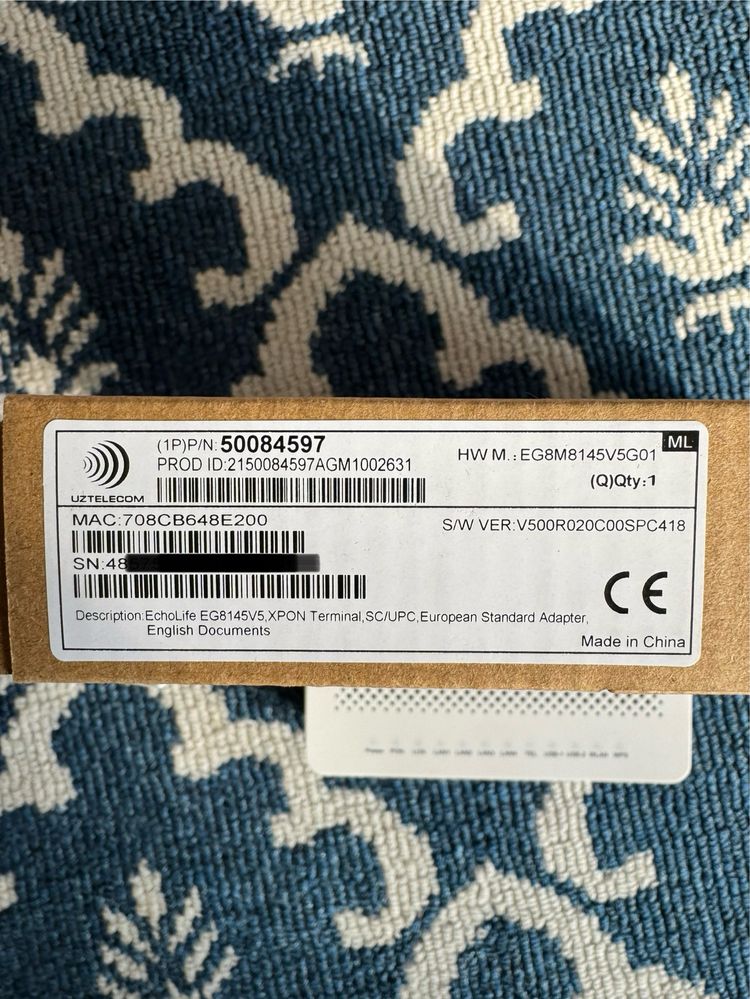 UZTELECOM
(1P)P/N:50084597
PROD ID:2150084597AGM1002631
HW M.:EG8M8145V5G01
ML
(Q)Qty:1
MAC:708CB648E200
S/W VER:V500R020C00SPC418
SN:48
CE
Description:EchoLife EG8145V5,XPON Terminal,SC/UPC,European Standard Adapter,
English Documents
Made in China